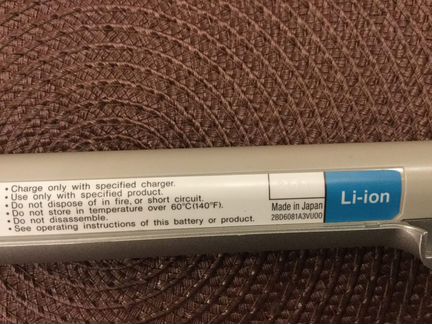 • Charge only with specified charger.
• Use only with specified product.
• Do not dispose of in fire, or short circuit.
• Do not store in temperature over 60°C(140°F).
• Do not disassemble.
• See operating instructions of this battery or product.
Made in Japan
2BD6081A3VU00
Li-ion